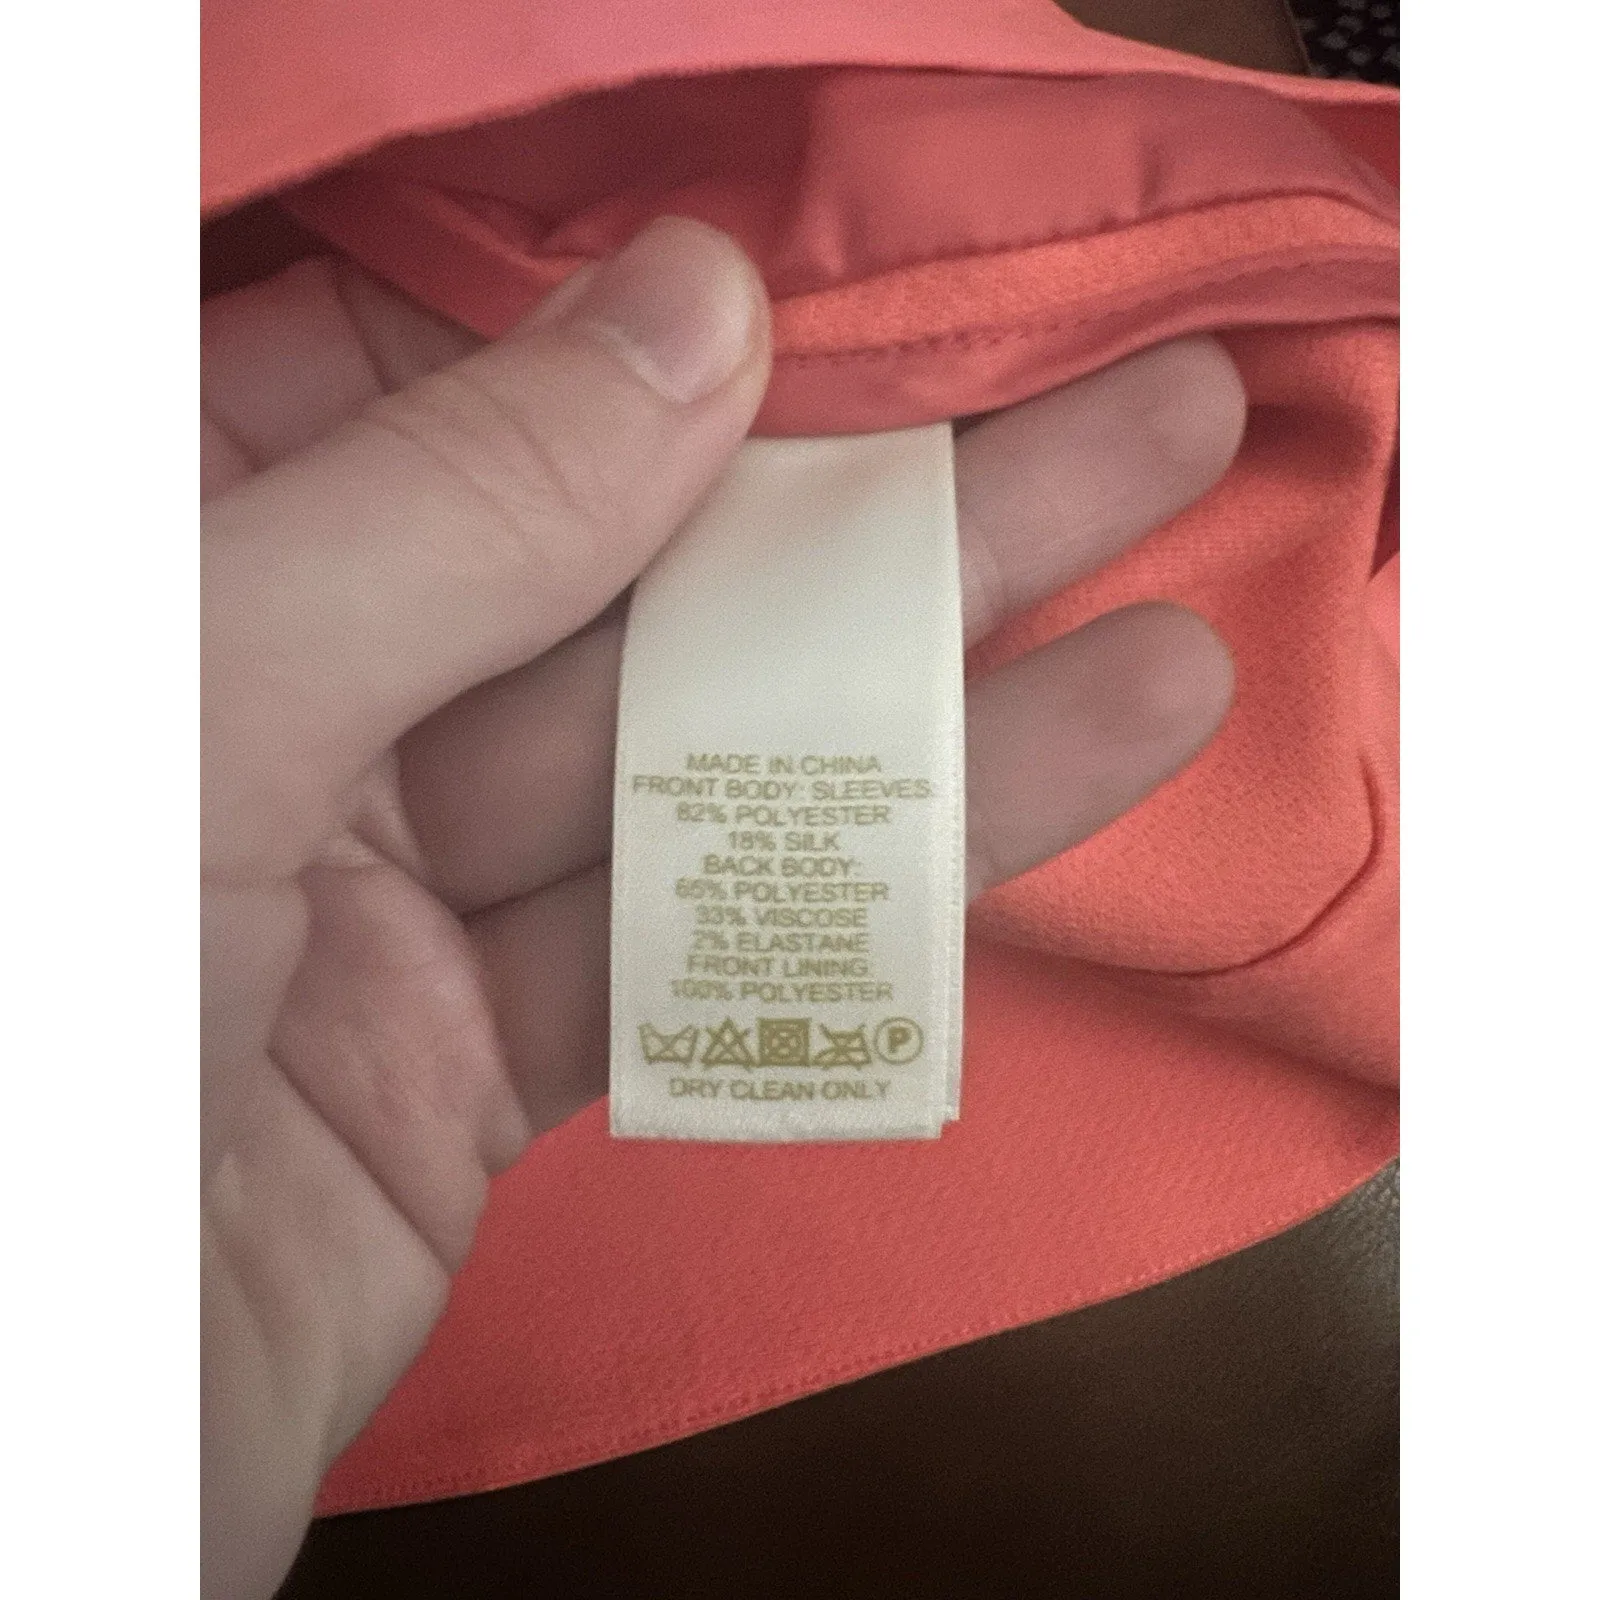 MADE IN CHINA
FRONT BODY: SLEEVES
82% POLYESTER
18% SILK
BACK BODY:
65% POLYESTER
33% VISCOSE
2% ELASTANE
FRONT LINING:
100% POLYESTER
P
DRY CLEAN ONLY